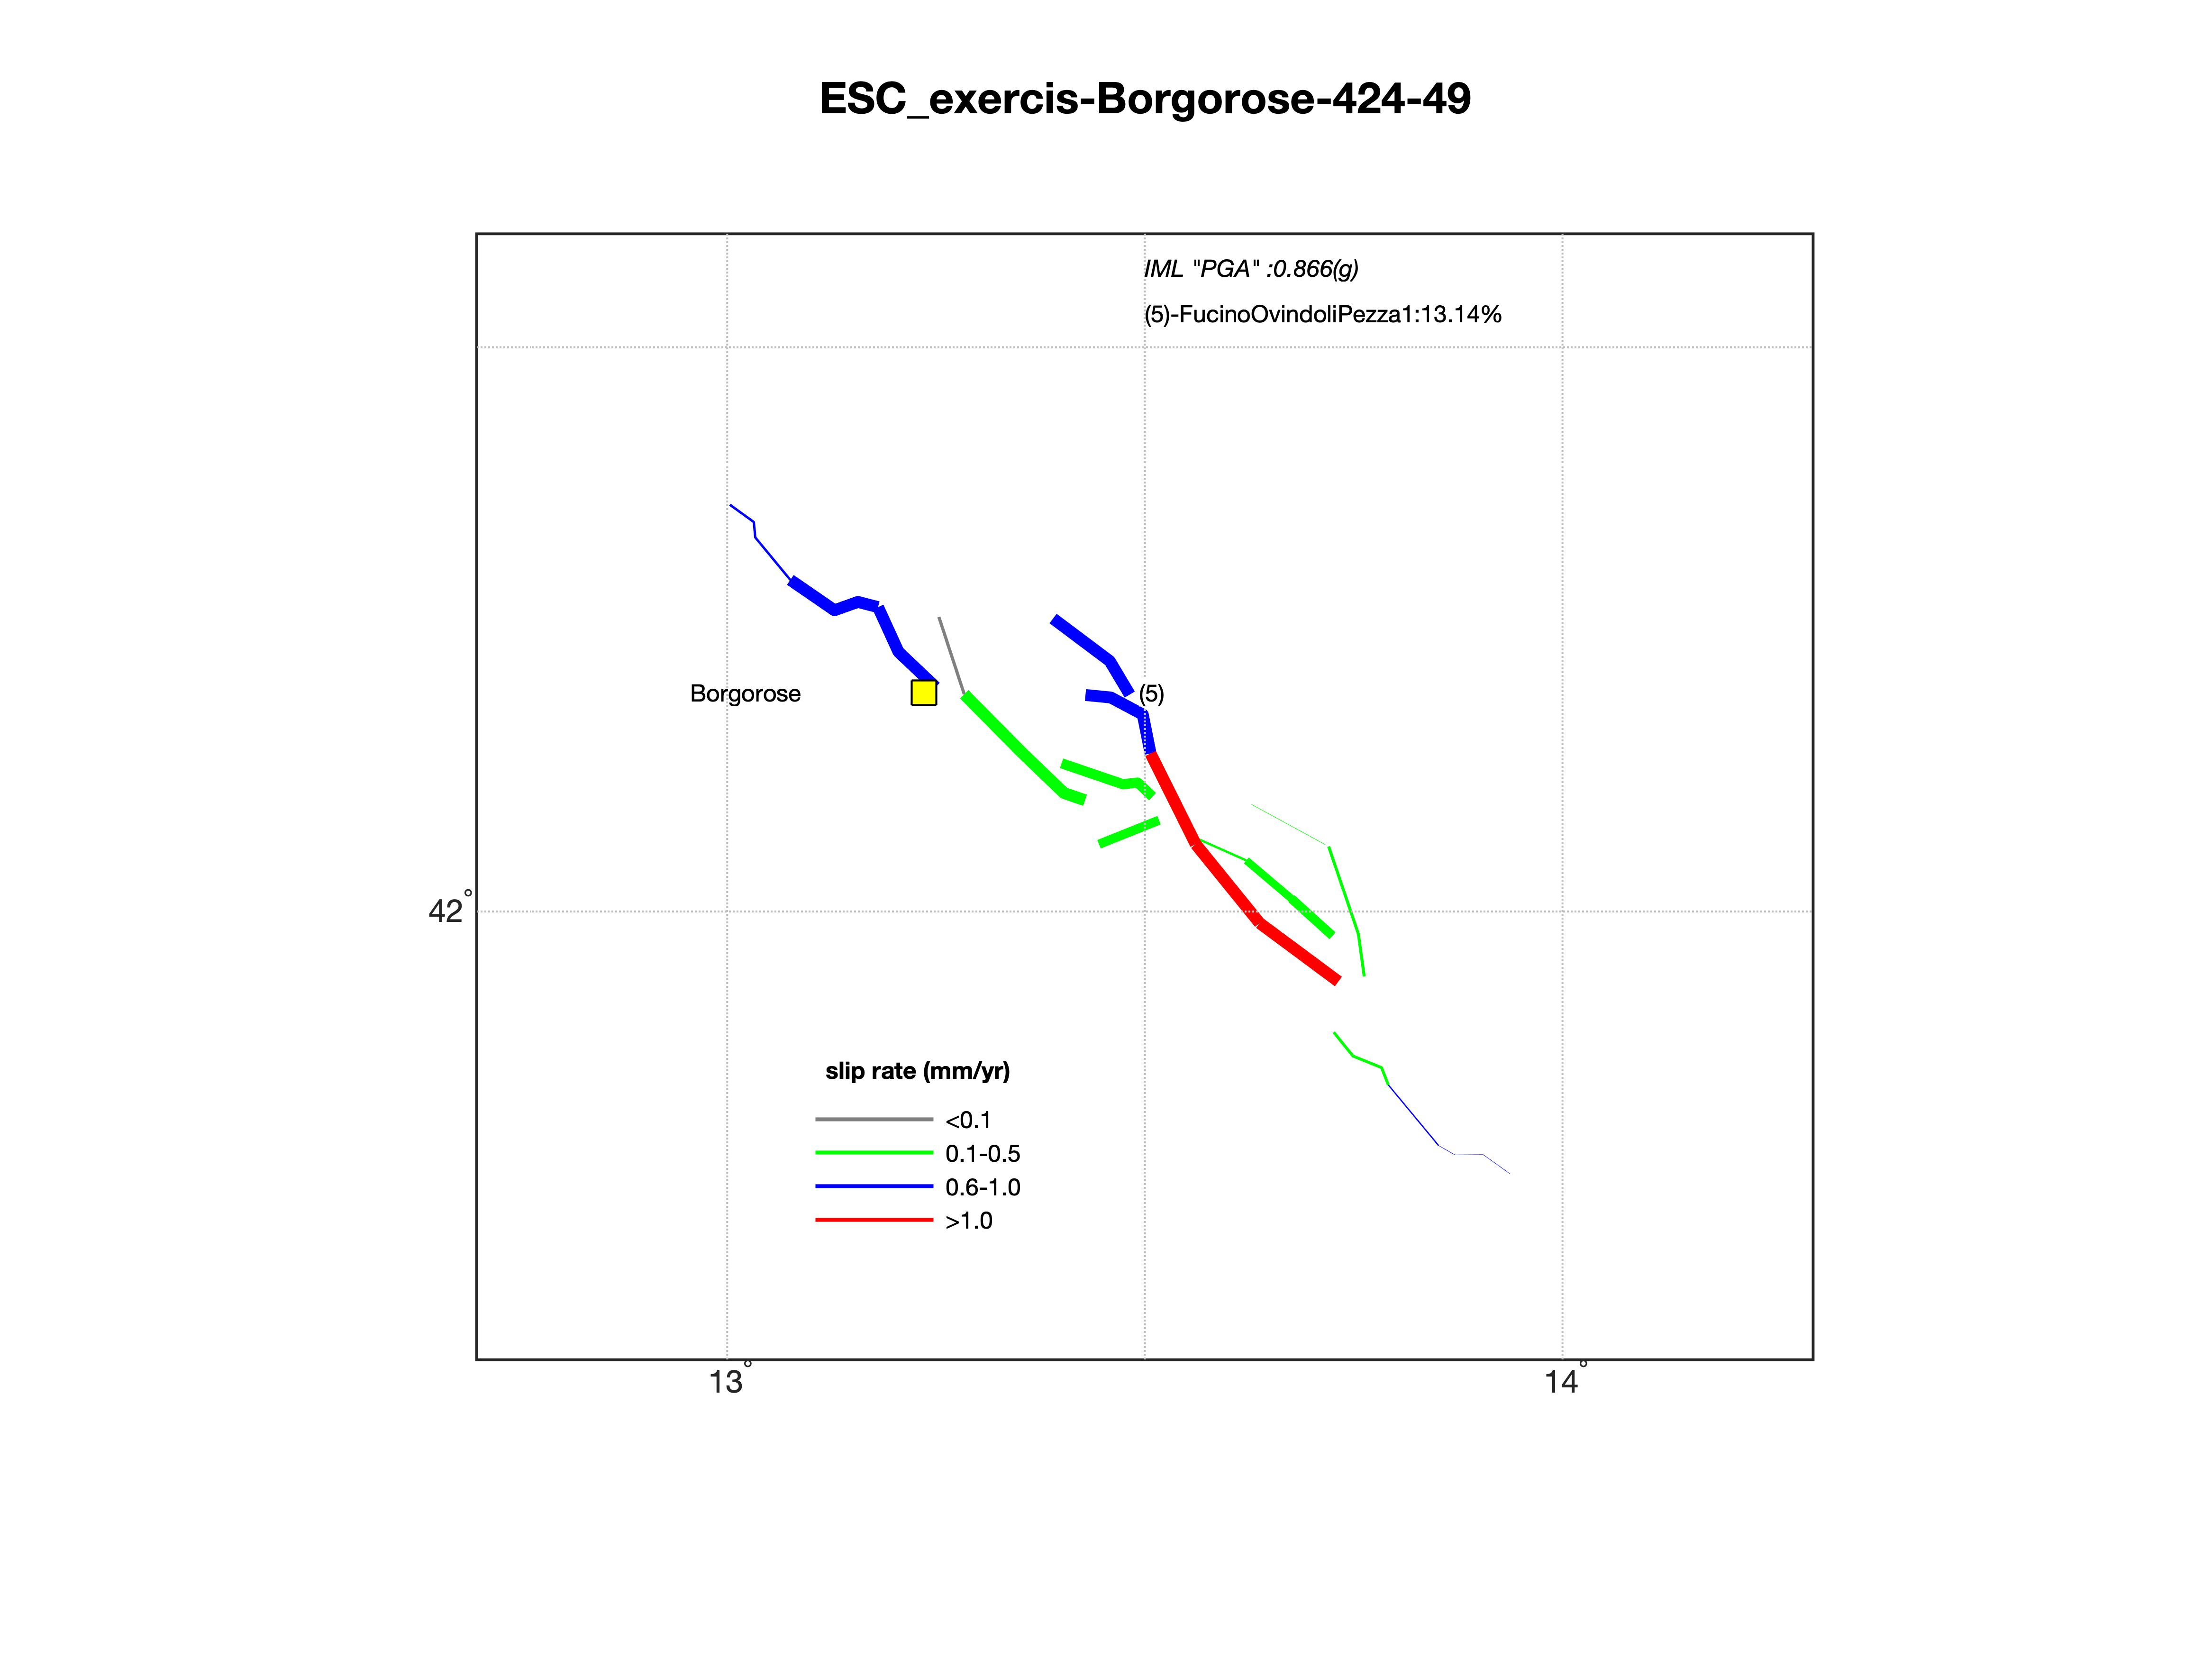 ESC_exercis-Borgorose-424-49
IML "PGA" :0.866(g)
(5)-FucinoOvindoliPezza1:13.14%
Borgorose
(5)
42°
slip rate (mm/yr)
<0.1
0.1-0.5
0.6-1.0
>1.0
13°
14°